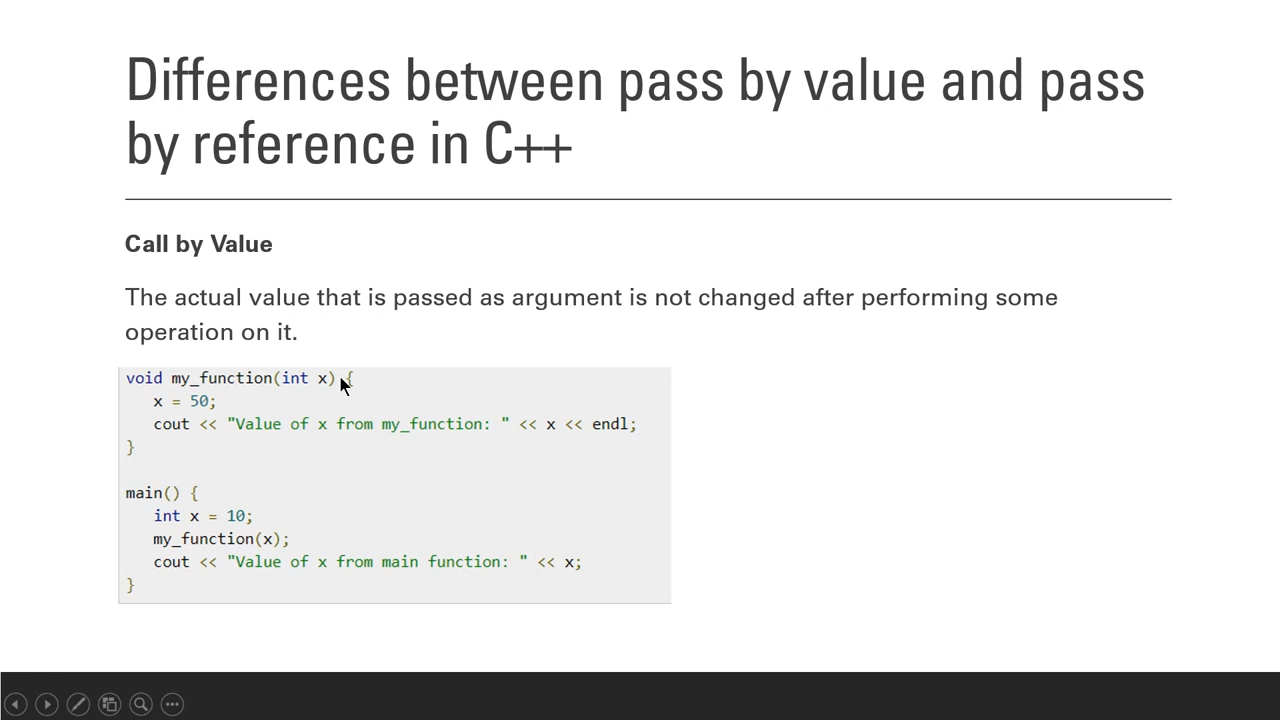 Differences between pass by value and pass
by reference in C++
Call by Value
The actual value that is passed as argument is not changed after performing some
operation on it.
void my_function(int x) {
   x = 50;
   cout << "Value of x from my_function: " << x << endl;
}
main() {
   int x = 10;
   my_function(x);
   cout << "Value of x from main function: " << x;
}